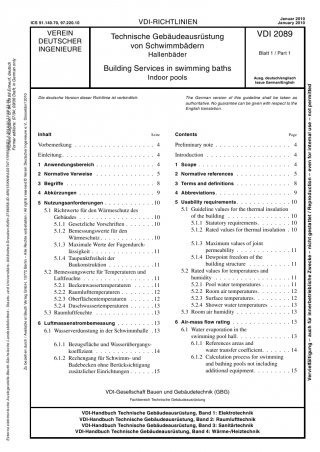 ICS 91.140.70, 97.220.10
VDI-RICHTLINIEN
Januar 2010
January 2010
VEREIN
DEUTSCHER
INGENIEURE
Technische Gebäudeausrüstung
von Schwimmbädern
Hallenbäder
Building Services in swimming baths
Indoor pools
VDI 2089
Blatt 1 / Part 1
Ausg. deutsch/englisch
Issue German/English
Die deutsche Version dieser Richtlinie ist verbindlich.
The German version of this guideline shall be taken as
authoritative. No guarantee can be given with respect to the
English translation.
Inhalt Seite
Vorbemerkung 4
Einleitung 4
1 Anwendungsbereich 4
2 Normative Verweise 5
3 Begriffe 8
4 Abkürzungen 9
5 Nutzungsanforderungen 10
5.1 Richtwerte für den Wärmeschutz des
Gebäudes 10
5.1.1 Gesetzliche Vorschriften 10
5.1.2 Bemessungswerte für den
Wärmeschutz 10
5.1.3 Maximale Werte der Fugendurch-
lässigkeit 11
5.1.4 Taupunktfreiheit der
Baukonstruktion 11
5.2 Bemessungswerte für Temperaturen und
Luftfeuchte 11
5.2.1 Beckenwassertemperaturen 11
5.2.2 Raumlufttemperaturen 12
5.2.3 Oberflächentemperaturen 12
5.2.4 Duschwassertemperaturen 13
5.3 Raumluftfeuchte 13
6 Luftmassenstrombemessung 13
6.1 Wasserverdunstung in der Schwimmhalle 13
6.1.1 Bezugsfläche und Wasserübergangs-
koeffizient 14
6.1.2 Rechengang für Schwimm- und
Badebecken ohne Berücksichtigung
zusätzlicher Einrichtungen 15
Contents Page
Preliminary note 4
Introduction 4
1 Scope 4
2 Normative references 5
3 Terms and definitions 8
4 Abbreviations 9
5 Usability requirements 10
5.1 Guideline values for the thermal insulation
of the building 10
5.1.1 Statutory requirements 10
5.1.2 Rated values for thermal insulation 10
5.1.3 Maximum values of joint
permeability 11
5.1.4 Dewpoint freedom of the
building structure 11
5.2 Rated values for temperatures and
humidity 11
5.2.1 Pool water temperatures 11
5.2.2 Room air temperatures 12
5.2.3 Surface temperatures 12
5.2.4 Shower water temperatures 13
5.3 Room air humidity 13
6 Air-mass flow rating 13
6.1 Water evaporation in the
swimming pool hall 13
6.1.1 Reference areas and
water transfer coefficient 14
6.1.2 Calculation process for swimming
and bathing pools not including
additional equipment 15
VDI-Gesellschaft Bauen und Gebäudetechnik (GBG)
Fachbereich Technische Gebäudeausrüstung
VDI-Handbuch Technische Gebäudeausrüstung, Band 1: Elektrotechnik
VDI-Handbuch Technische Gebäudeausrüstung, Band 2: Raumlufttechnik
VDI-Handbuch Technische Gebäudeausrüstung, Band 3: Sanitärtechnik
VDI-Handbuch Technische Gebäudeausrüstung, Band 4: Wärme-/Heiztechnik
Vervielfältigung – auch für innerbetriebliche Zwecke – nicht gestattet / Reproduction – even for internal use – not permitted